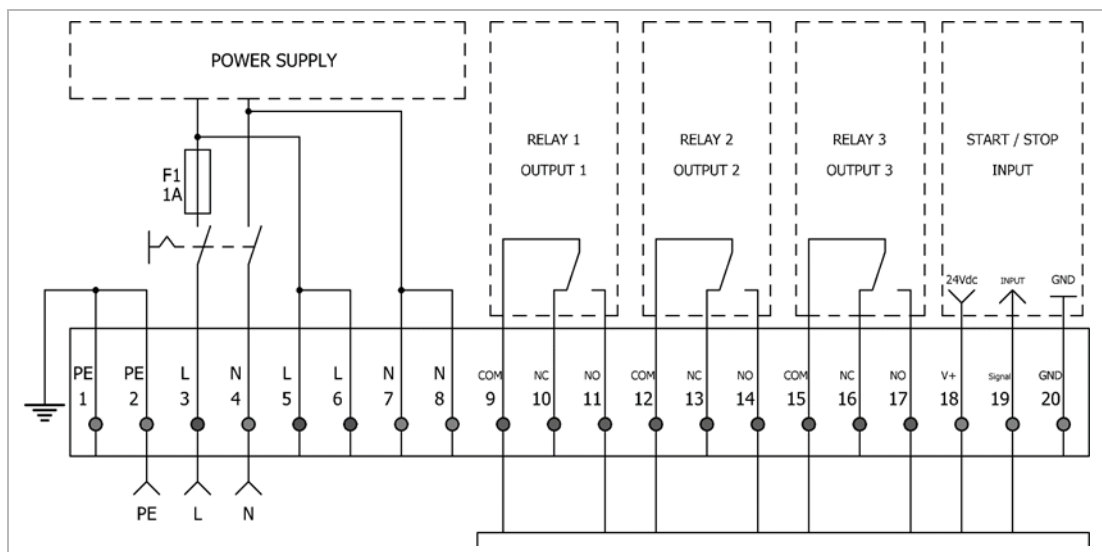 POWER SUPPLY
RELAY 1
OUTPUT 1
RELAY 2
OUTPUT 2
RELAY 3
OUTPUT 3
START / STOP
INPUT
F1
1A
24Vdc
INPUT
GND
PE
1
PE
2
L
3
N
4
L
5
L
6
N
7
N
8
COM
9
NC
10
NO
11
COM
12
NC
13
NO
14
COM
15
NC
16
NO
17
V+
18
Signal
19
GND
20
PE
L
N